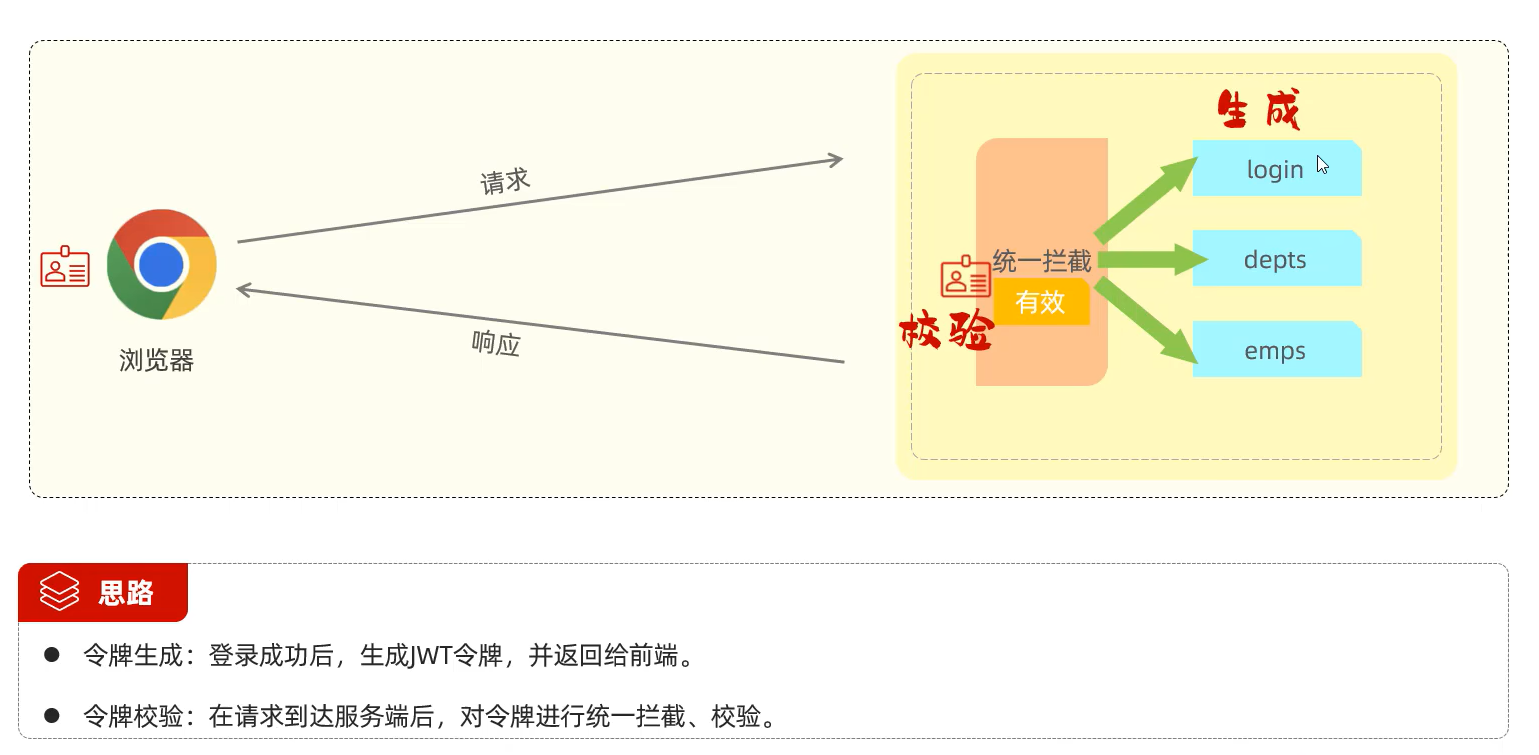 生成
login
请求
统一拦截
depts
有效
校验
响应
浏览器
emps
思路
令牌生成：登录成功后，生成JWT令牌，并返回给前端。
令牌校验：在请求到达服务端后，对令牌进行统一拦截、校验。